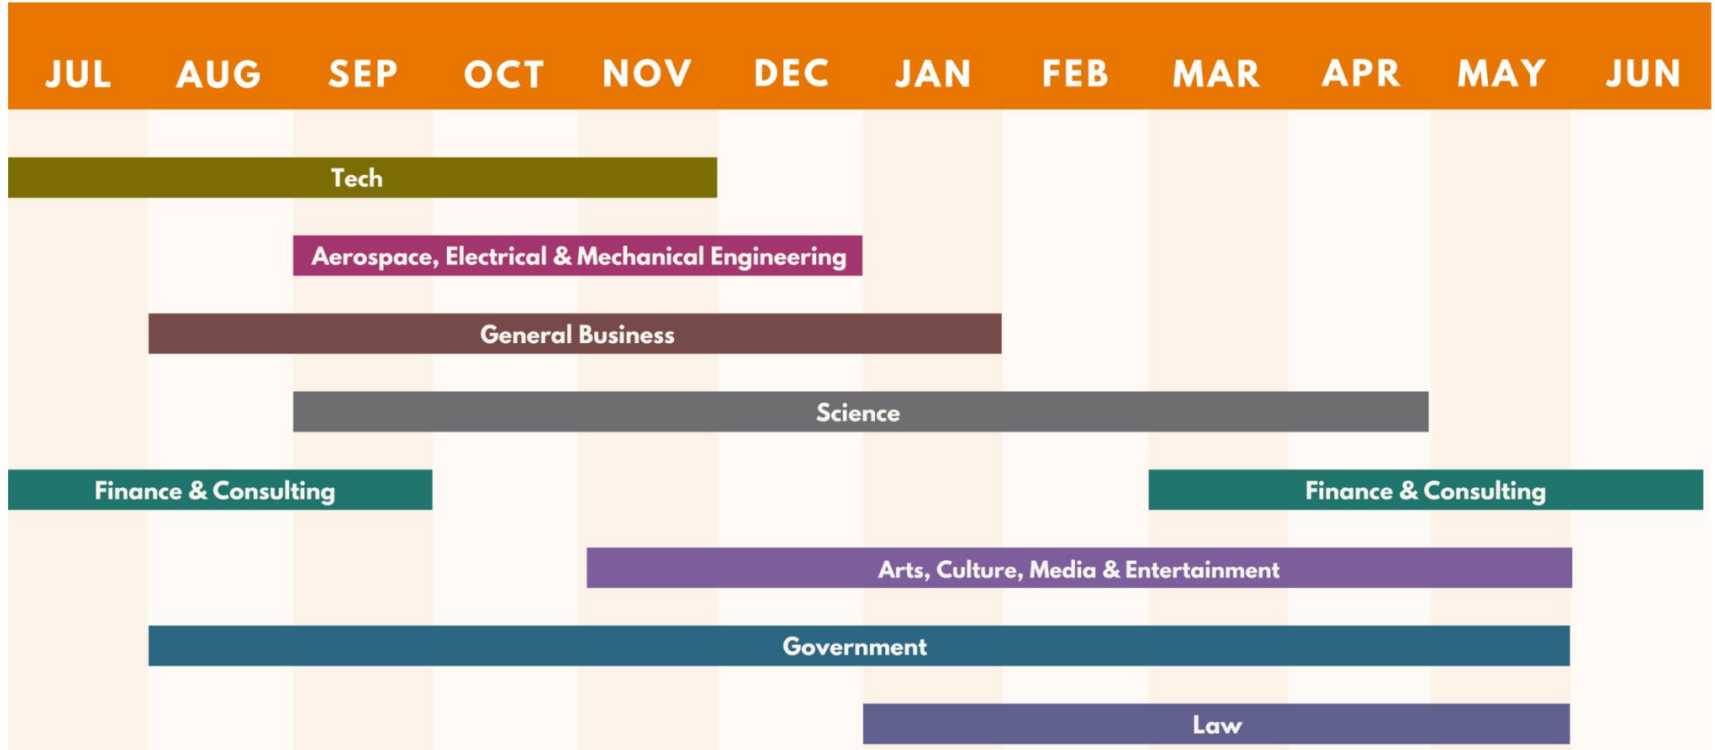 JUL AUG SEP OCT NOV DEC JAN FEB MAR APR MAY JUN
Tech
Aerospace, Electrical & Mechanical Engineering
General Business
Science
Finance & Consulting Finance & Consulting
Arts, Culture, Media & Entertainment
Government
Law